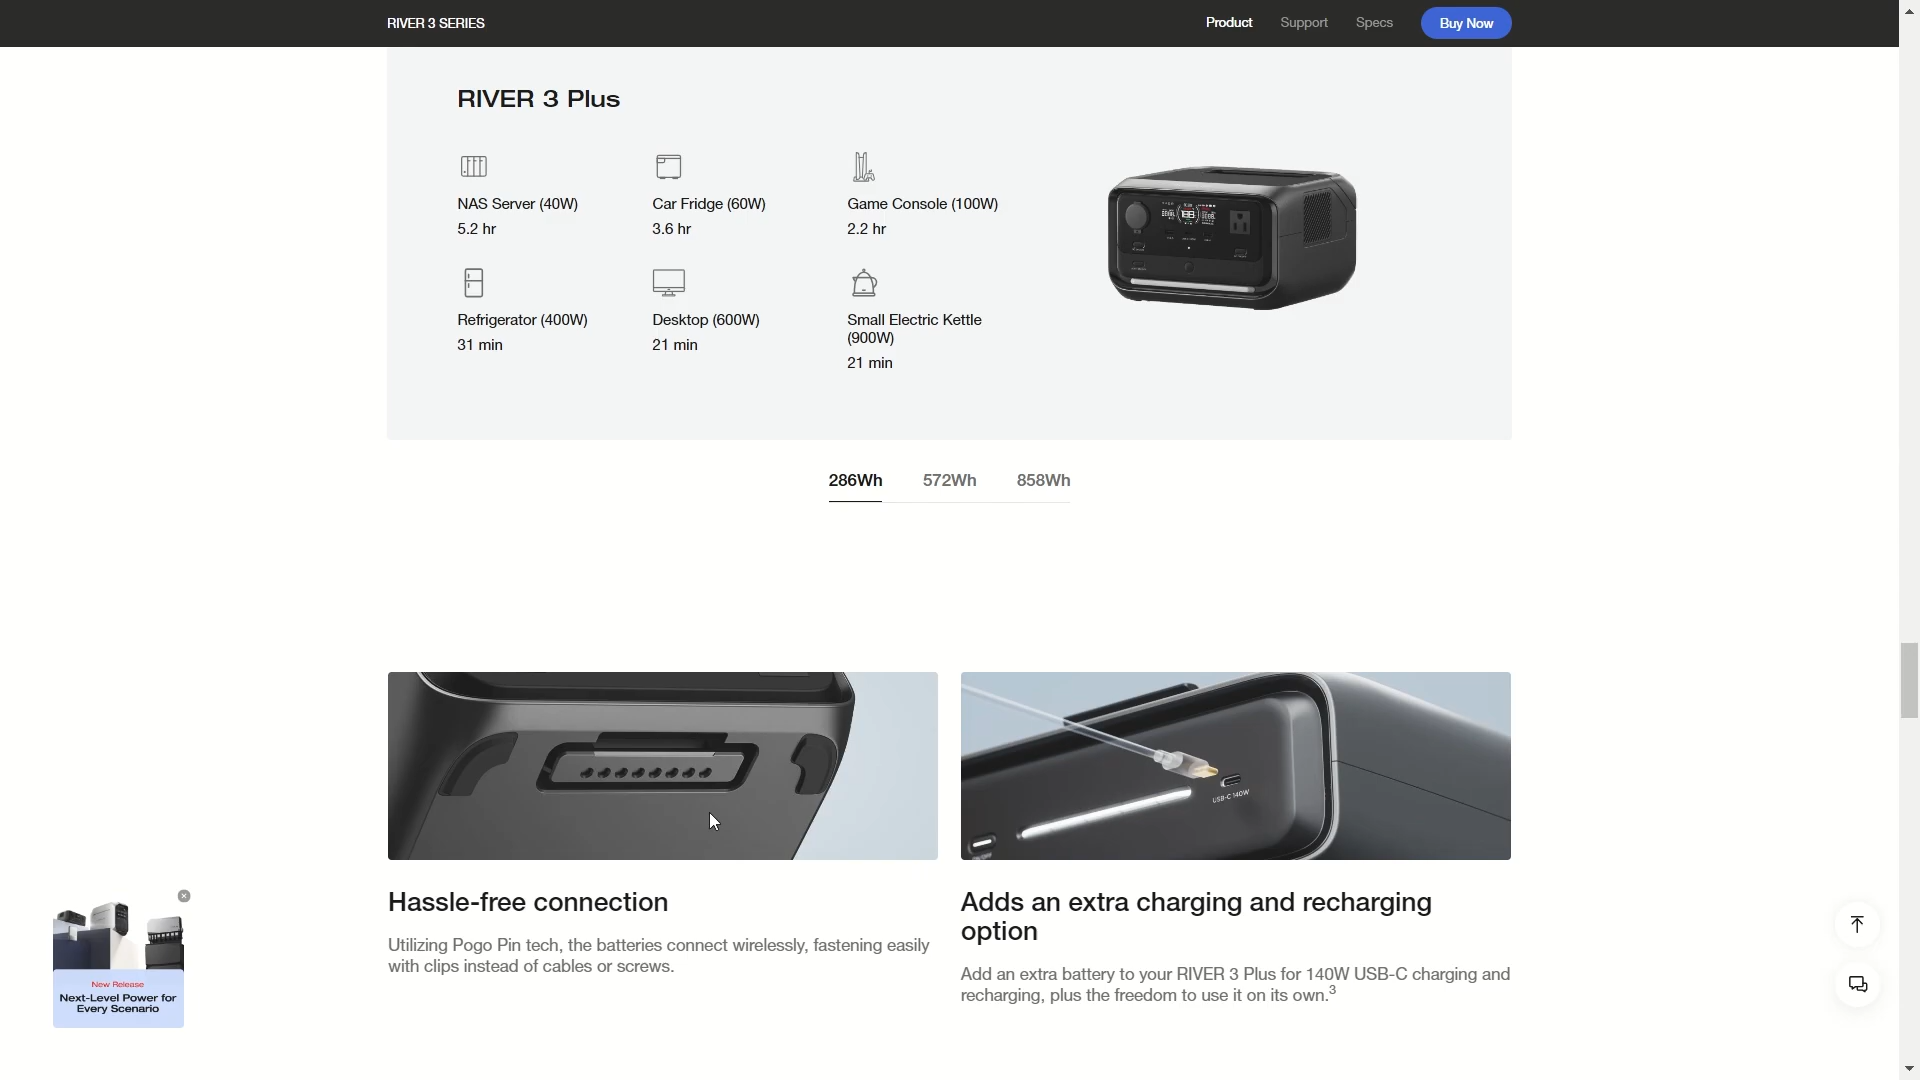 RIVER 3 SERIES
Product
Support
Specs
Buy Now
RIVER 3 Plus
NAS Server (40W)
5.2 hr
Car Fridge (60W)
3.6 hr
Game Console (100W)
2.2 hr
Refrigerator (400W)
31 min
Desktop (600W)
21 min
Small Electric Kettle
(900W)
21 min
286Wh
572Wh
858Wh
USB-C 140W
Hassle-free connection
Utilizing Pogo Pin tech, the batteries connect wirelessly, fastening easily
with clips instead of cables or screws.
Adds an extra charging and recharging
option
Add an extra battery to your RIVER 3 Plus for 140W USB-C charging and
recharging, plus the freedom to use it on its own.3
New Release
Next-Level Power for
Every Scenario